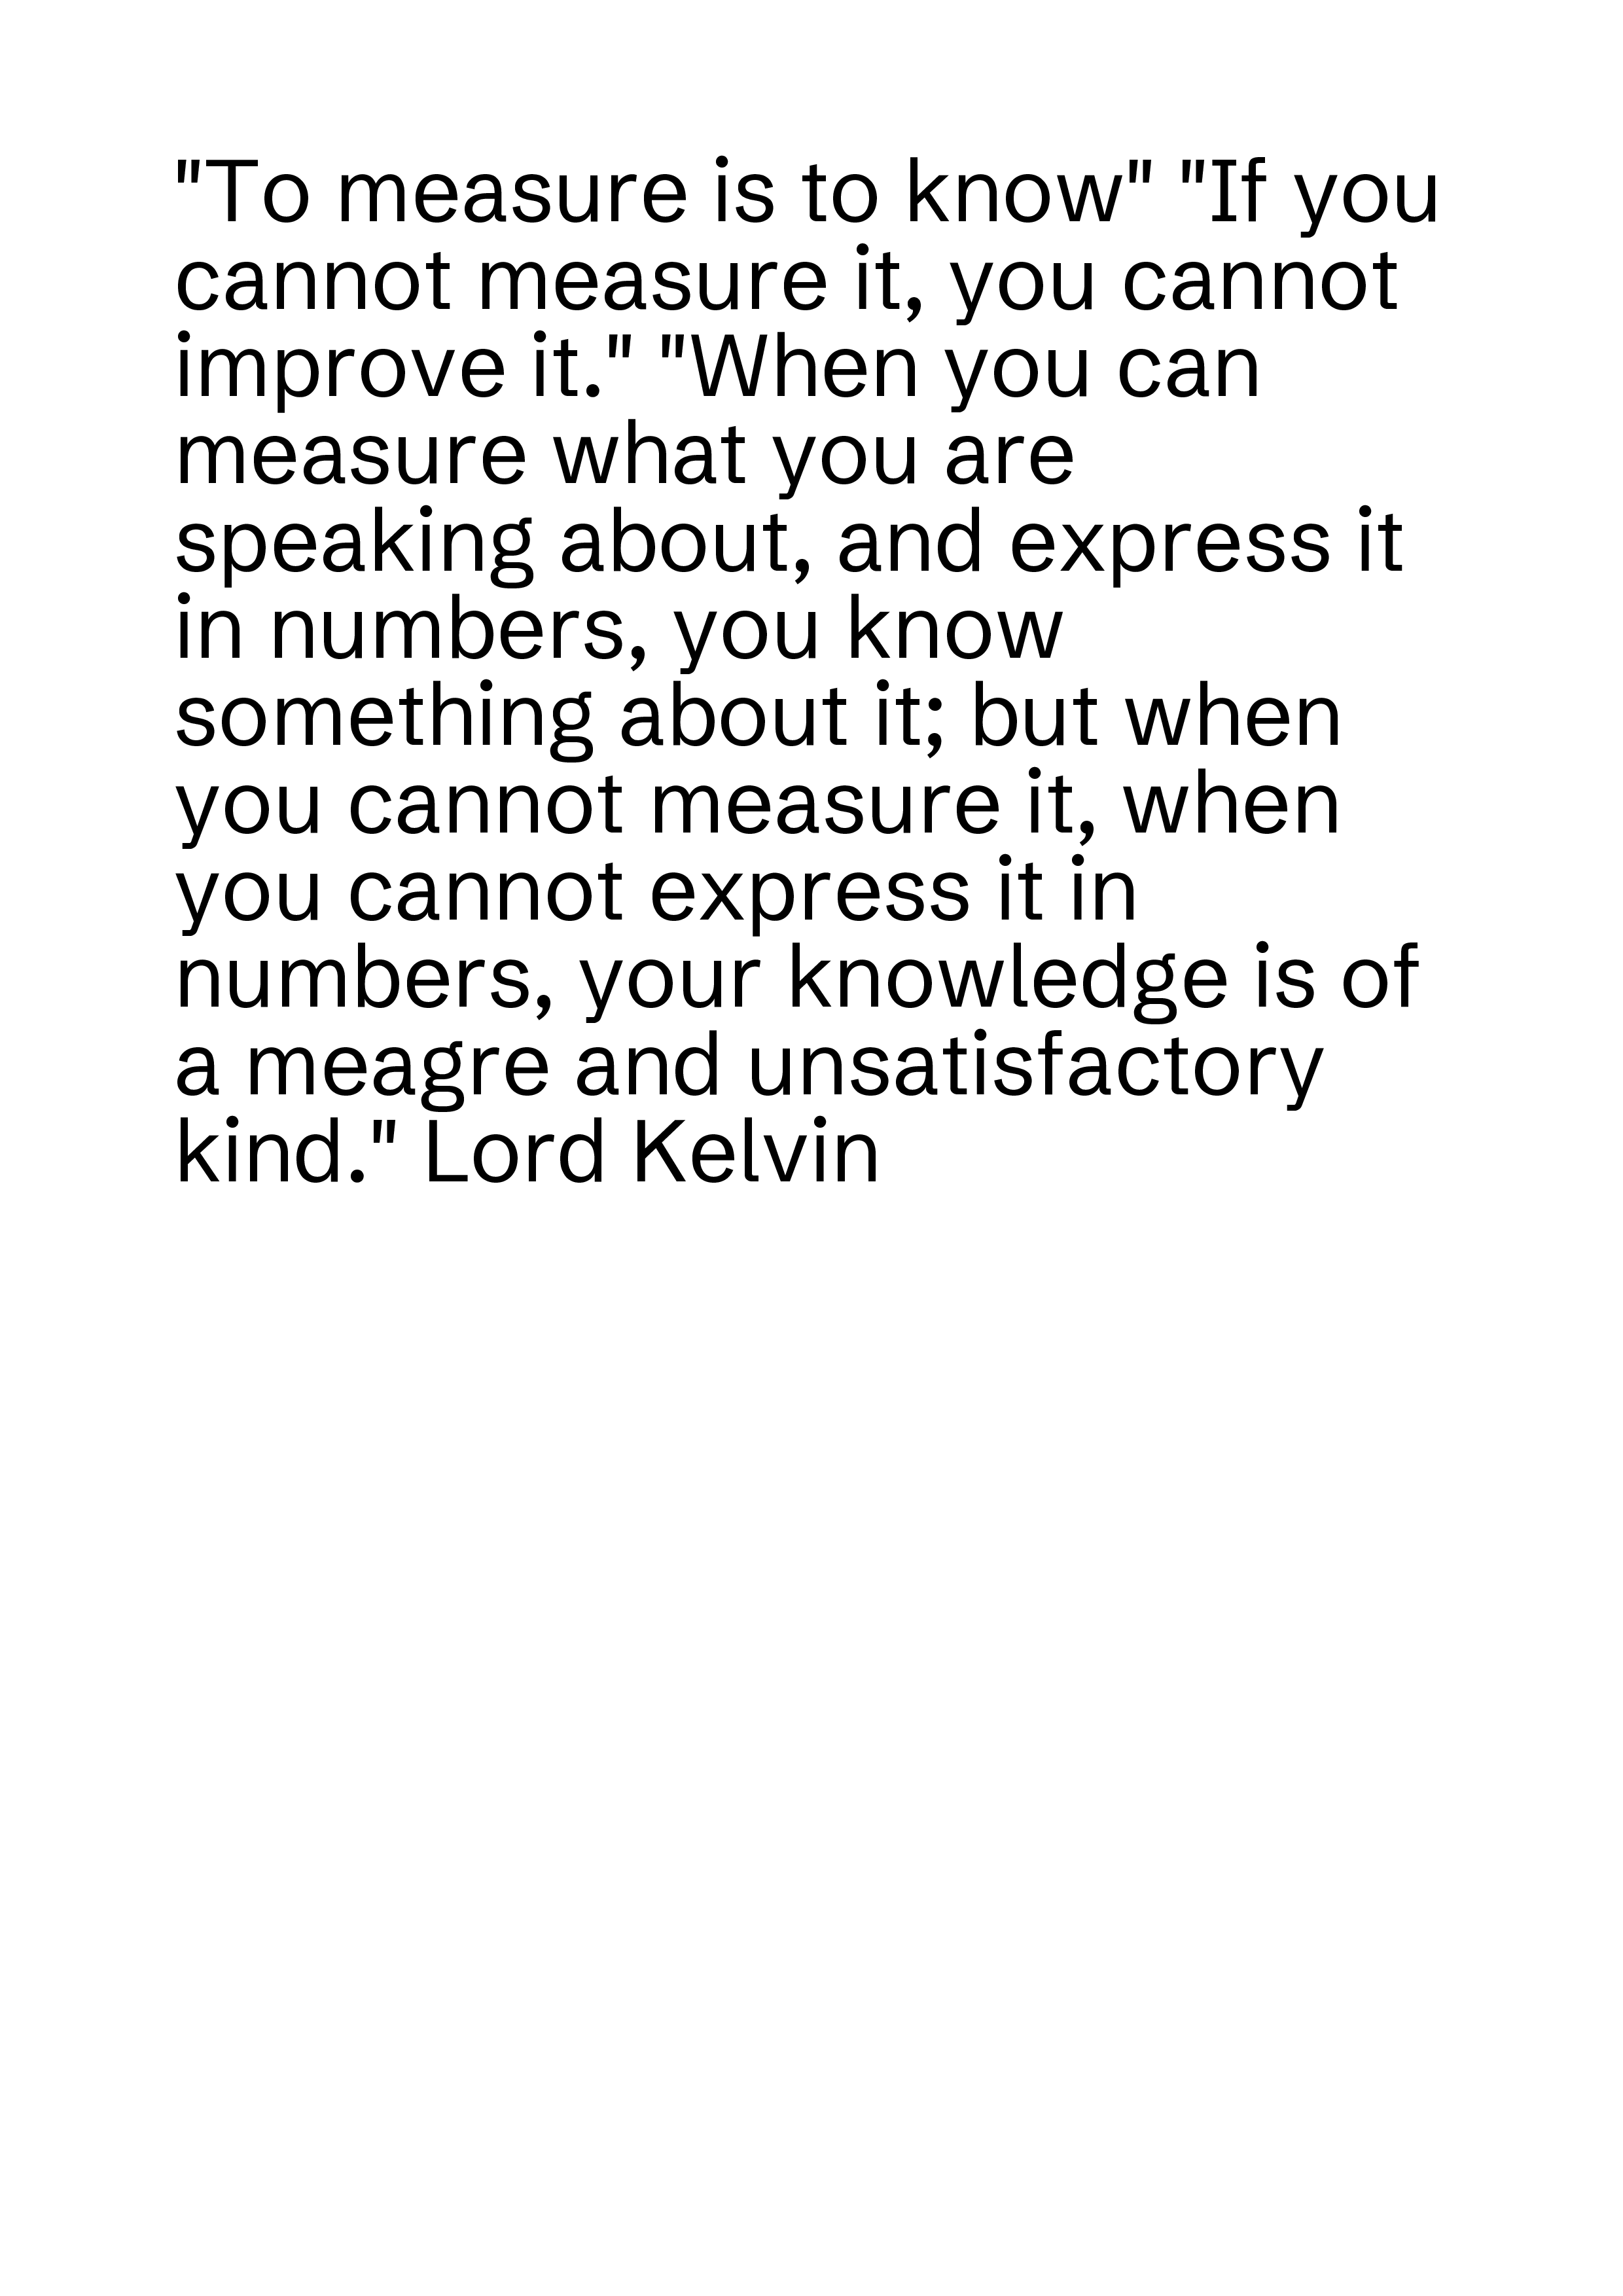 "To measure is to know" "If you
cannot measure it, you cannot
improve it." "When you can
measure what you are
speaking about, and express it
in numbers, you know
something about it; but when
you cannot measure it, when
you cannot express it in
numbers, your knowledge is of
a meagre and unsatisfactory
kind." Lord Kelvin